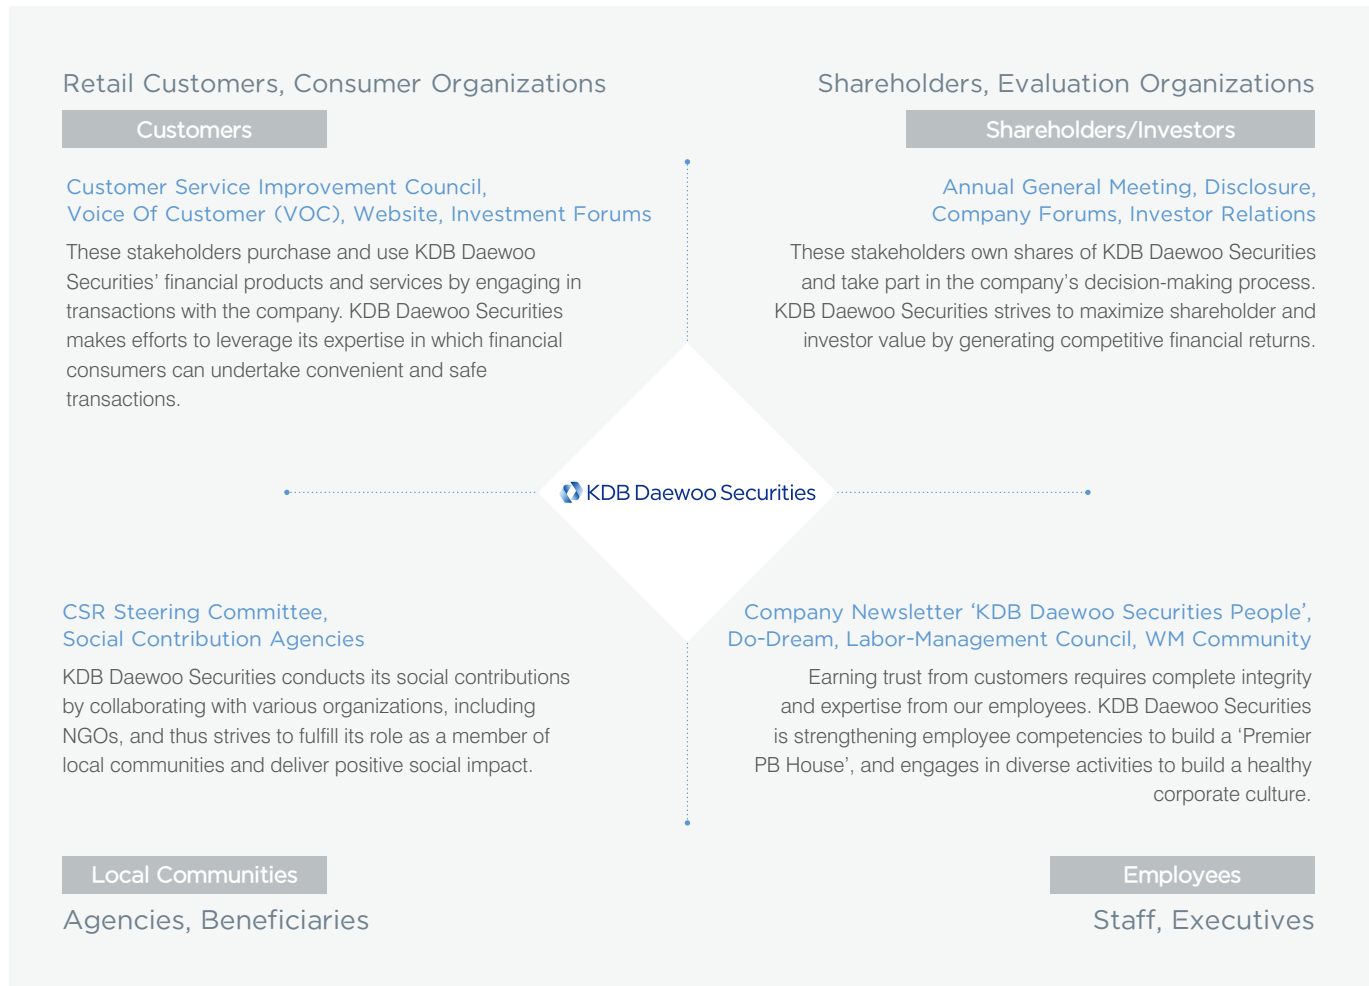 Retail Customers, Consumer Organizations
Customers
Customer Service Improvement Council,
Voice Of Customer (VOC), Website, Investment Forums
These stakeholders purchase and use KDB Daewoo
Securities’ financial products and services by engaging in
transactions with the company. KDB Daewoo Securities
makes efforts to leverage its expertise in which financial
consumers can undertake convenient and safe
transactions.
Shareholders, Evaluation Organizations
Shareholders/Investors
Annual General Meeting, Disclosure,
Company Forums, Investor Relations
These stakeholders own shares of KDB Daewoo Securities
and take part in the company’s decision-making process.
KDB Daewoo Securities strives to maximize shareholder and
investor value by generating competitive financial returns.
KDB Daewoo Securities
CSR Steering Committee,
Social Contribution Agencies
KDB Daewoo Securities conducts its social contributions
by collaborating with various organizations, including
NGOs, and thus strives to fulfill its role as a member of
local communities and deliver positive social impact.
Local Communities
Agencies, Beneficiaries
Company Newsletter ‘KDB Daewoo Securities People’,
Do-Dream, Labor-Management Council, WM Community
Earning trust from customers requires complete integrity
and expertise from our employees. KDB Daewoo Securities
is strengthening employee competencies to build a ‘Premier
PB House’, and engages in diverse activities to build a healthy
corporate culture.
Employees
Staff, Executives